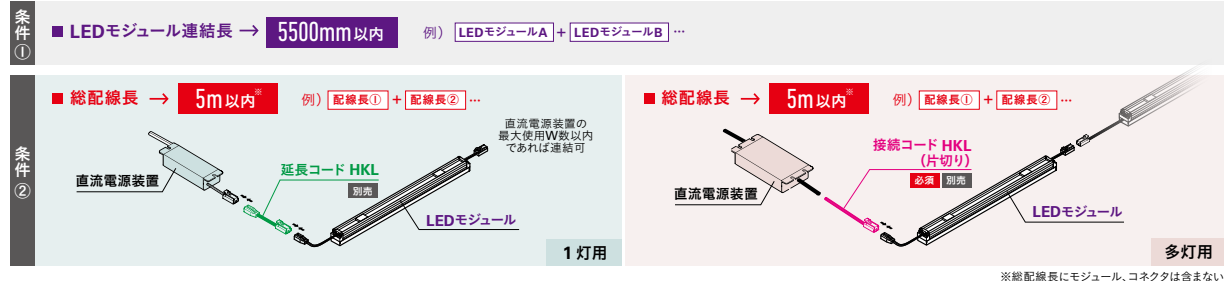 条件①
■ LEDモジュール連結長 → 5500mm以内 例）LEDモジュールA + LEDモジュールB …
条件②
■ 総配線長 → 5m以内※ 例）配線長① + 配線長② …
直流電源装置の
最大使用W数以内
であれば連結可
延長コード HKL
別売
直流電源装置
LEDモジュール
1灯用
■ 総配線長 → 5m以内※ 例）配線長① + 配線長② …
接続コード HKL
(片切り)
必須 別売
直流電源装置
LEDモジュール
多灯用
※総配線長にモジュール、コネクタは含まない